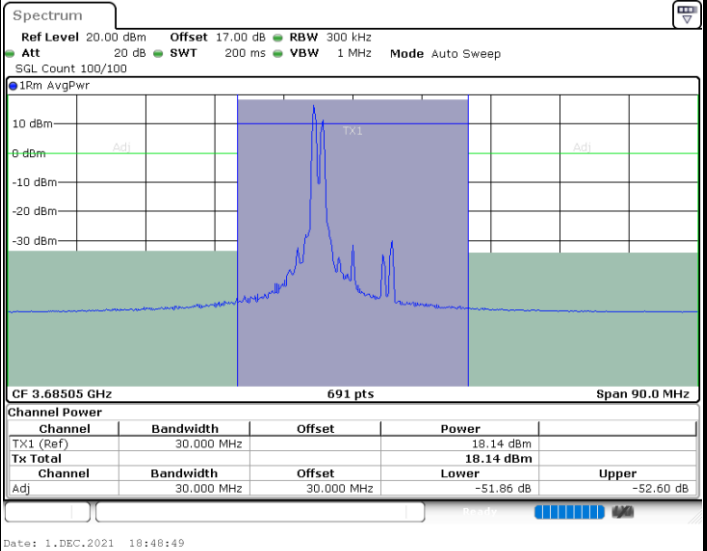 Spectrum
Ref Level 20.00 dBm Offset 17.00 dB RBW 300 kHz
Att 20 dB SWT 200 ms VBW 1 MHz Mode Auto Sweep
SGL Count 100/100
1Rm AvgPwr
10 dBm
TX1
Adj Adj
0 dBm
-10 dBm
-20 dBm
-30 dBm
CF 3.68505 GHz 691 pts Span 90.0 MHz
Channel Power
Channel Bandwidth Offset Power
TX1 (Ref) 30.000 MHz 18.14 dBm
Tx Total 18.14 dBm
Channel Bandwidth Offset Lower Upper
Adj 30.000 MHz 30.000 MHz -51.86 dB -52.60 dB
Ready
Date: 1.DEC.2021 18:48:49